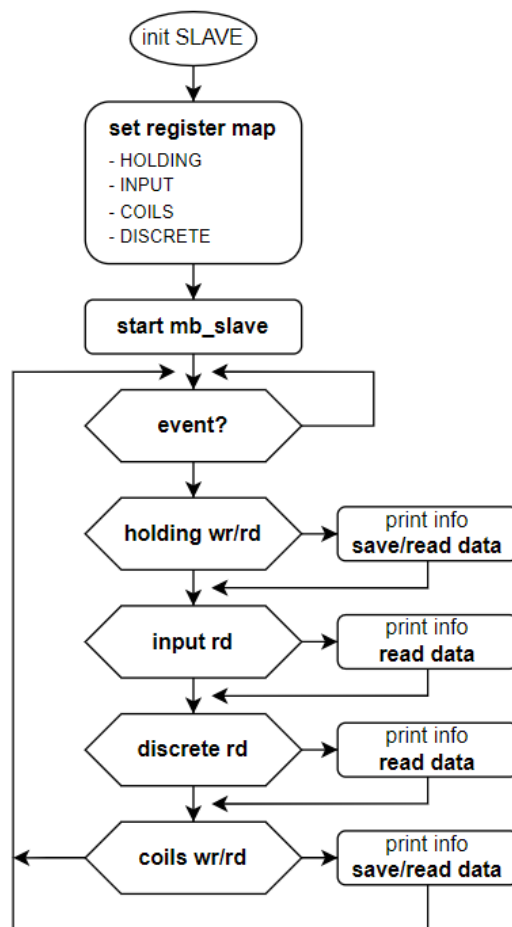 init SLAVE
set register map
- HOLDING
- INPUT
- COILS
- DISCRETE
start mb_slave
event?
holding wr/rd
print info
save/read data
input rd
print info
read data
discrete rd
print info
read data
coils wr/rd
print info
save/read data